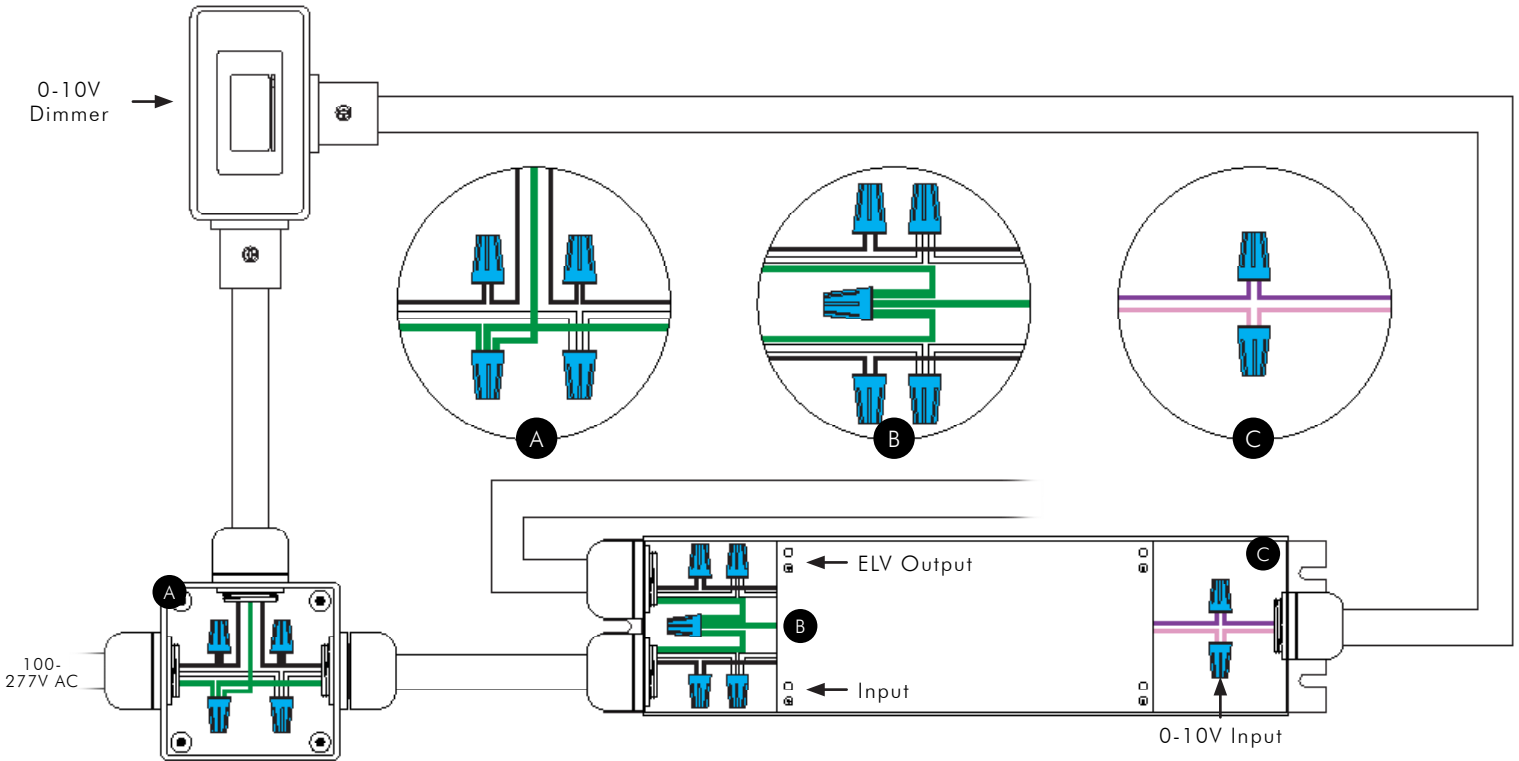 0-10V
Dimmer
A
B
C
A
ELV Output
C
B
100-
277V AC
Input
0-10V Input